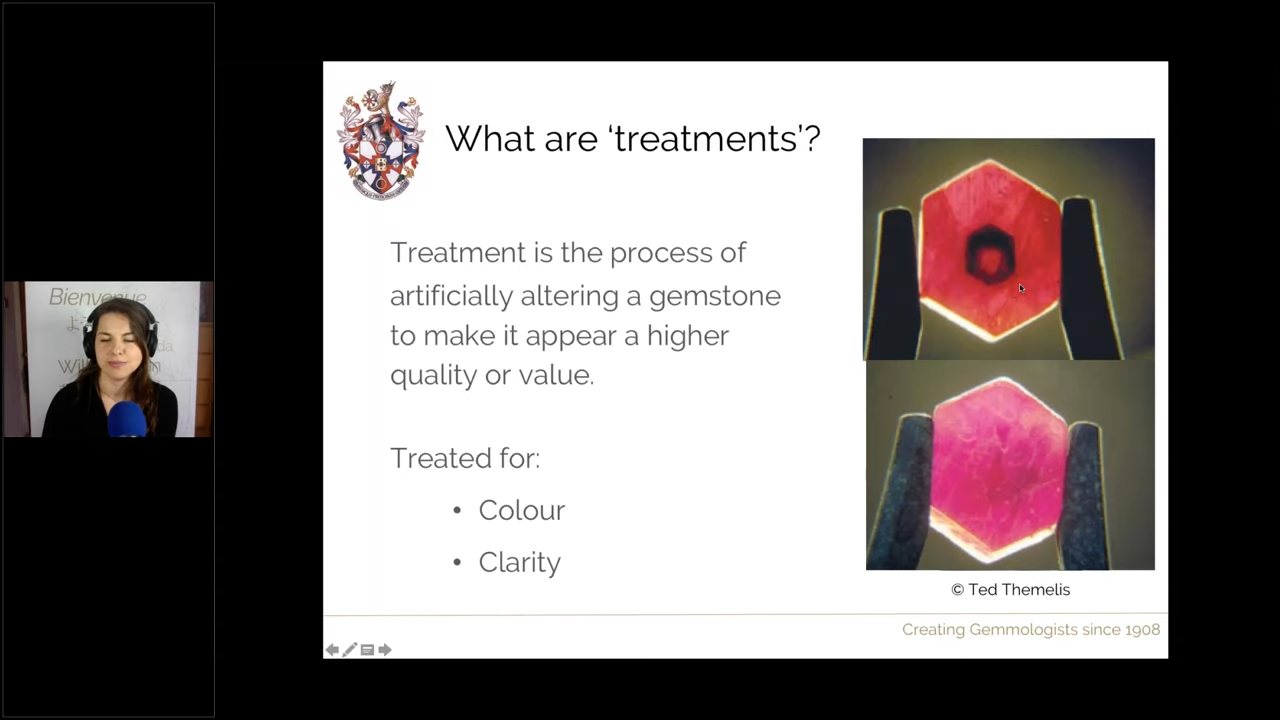 What are ‘treatments’?
Treatment is the process of
artificially altering a gemstone
to make it appear a higher
quality or value.
Treated for:
• Colour
• Clarity
© Ted Themelis
Creating Gemmologists since 1908
Bienvenue